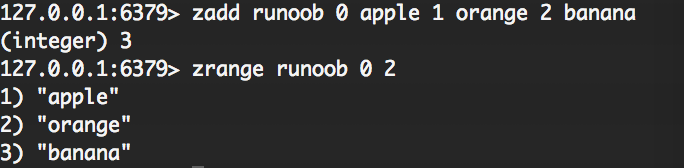 127.0.0.1:6379> zadd runoob 0 apple 1 orange 2 banana
(integer) 3
127.0.0.1:6379> zrange runoob 0 2
1) "apple"
2) "orange"
3) "banana"